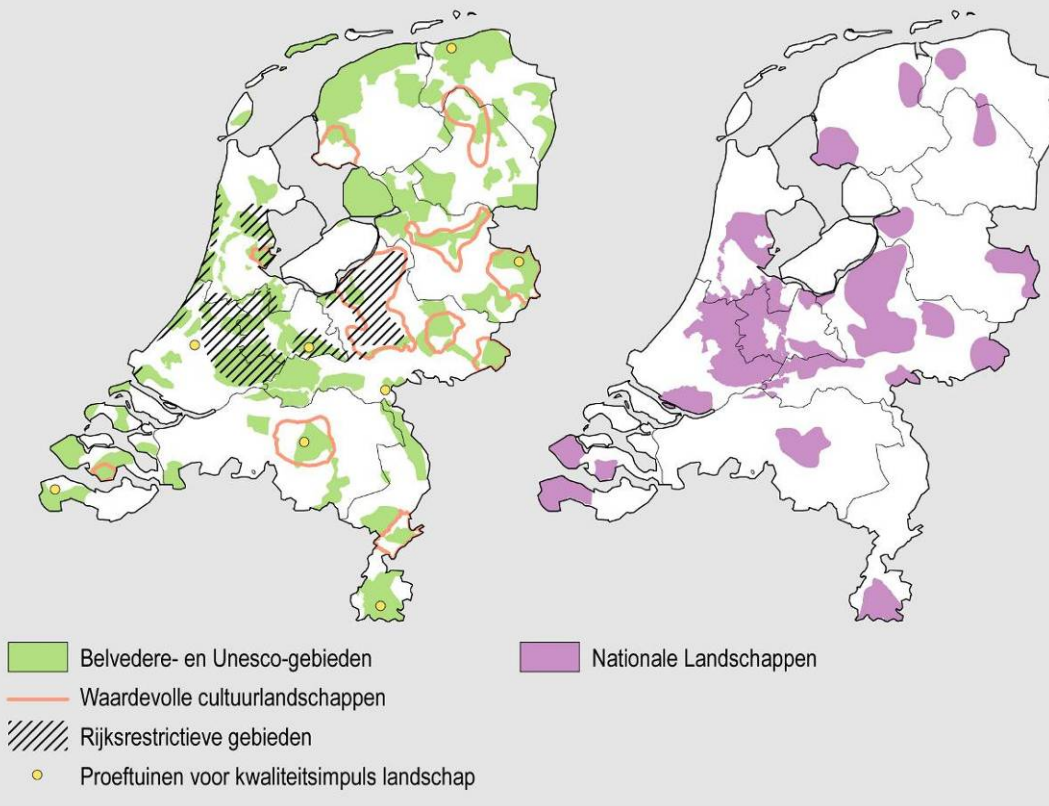 Belvedere- en Unesco-gebieden
Waardevolle cultuurlandschappen
Rijksrestrictieve gebieden
Proeftuinen voor kwaliteitsimpuls landschap
Nationale Landschappen